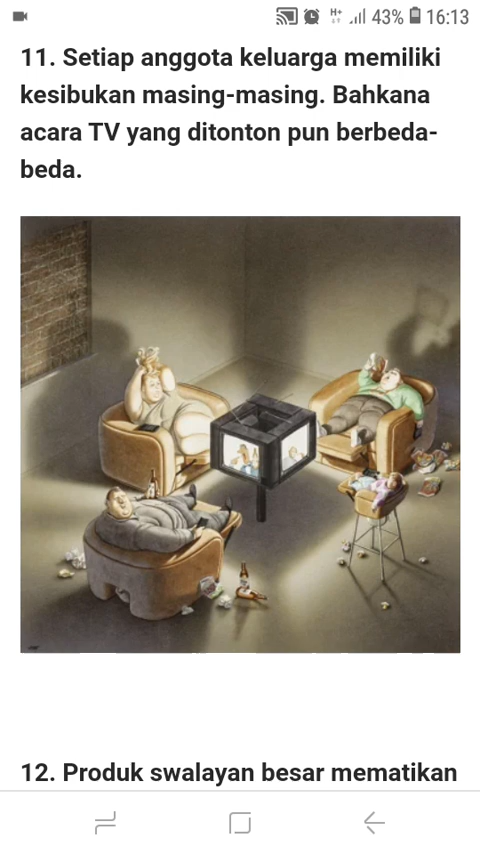 H+
43%
16:13
11. Setiap anggota keluarga memiliki
kesibukan masing-masing. Bahkana
acara TV yang ditonton pun berbeda-
beda.
12. Produk swalayan besar mematikan